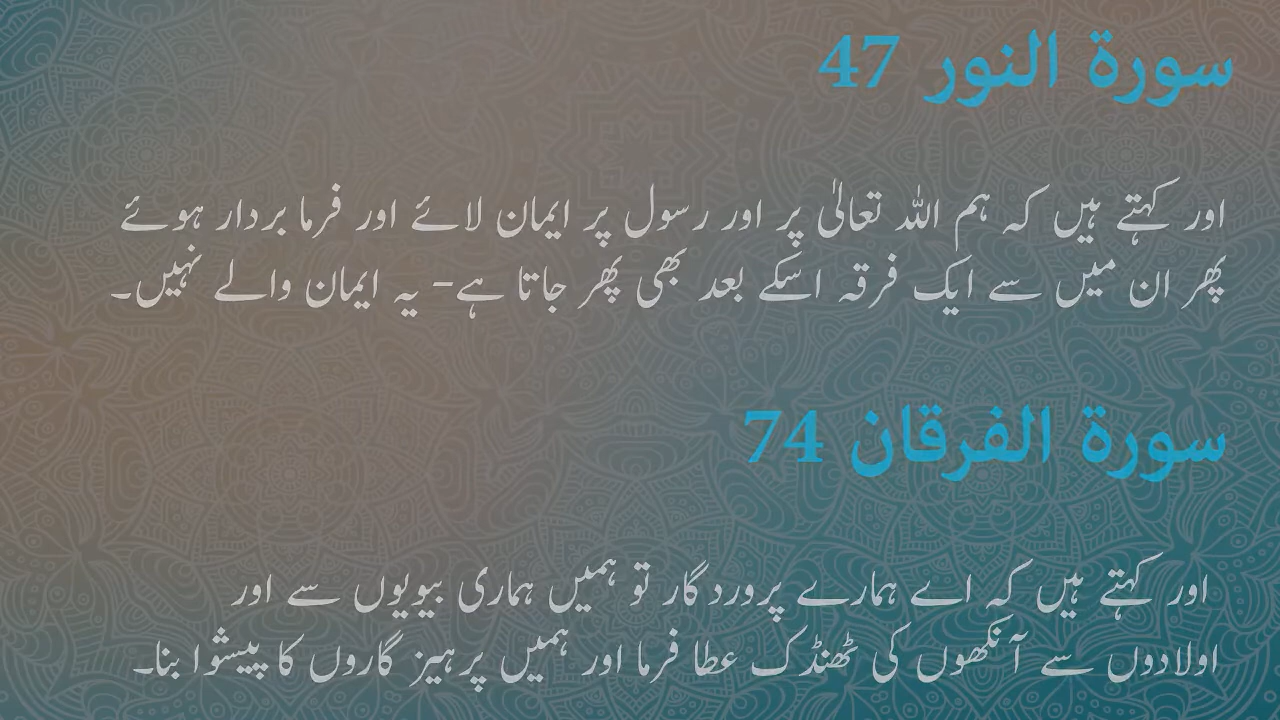 سورة النور 47
اور کہتے ہیں کہ ہم اللہ تعالیٰ پر اور رسول پر ایمان لائے اور فرما بردار ہوئے
پھر ان میں سے ایک فرقہ اسکے بعد بھی پھر جاتا ہے- یہ ایمان والے نہیں۔
سورة الفرقان 74
اور کہتے ہیں کہ اے ہمارے پروردگار تو ہمیں ہماری بیویوں سے اور
اولادوں سے آنکھوں کی ٹھنڈک عطا فرما اور ہمیں پرہیز گاروں کا پیشوا بنا۔